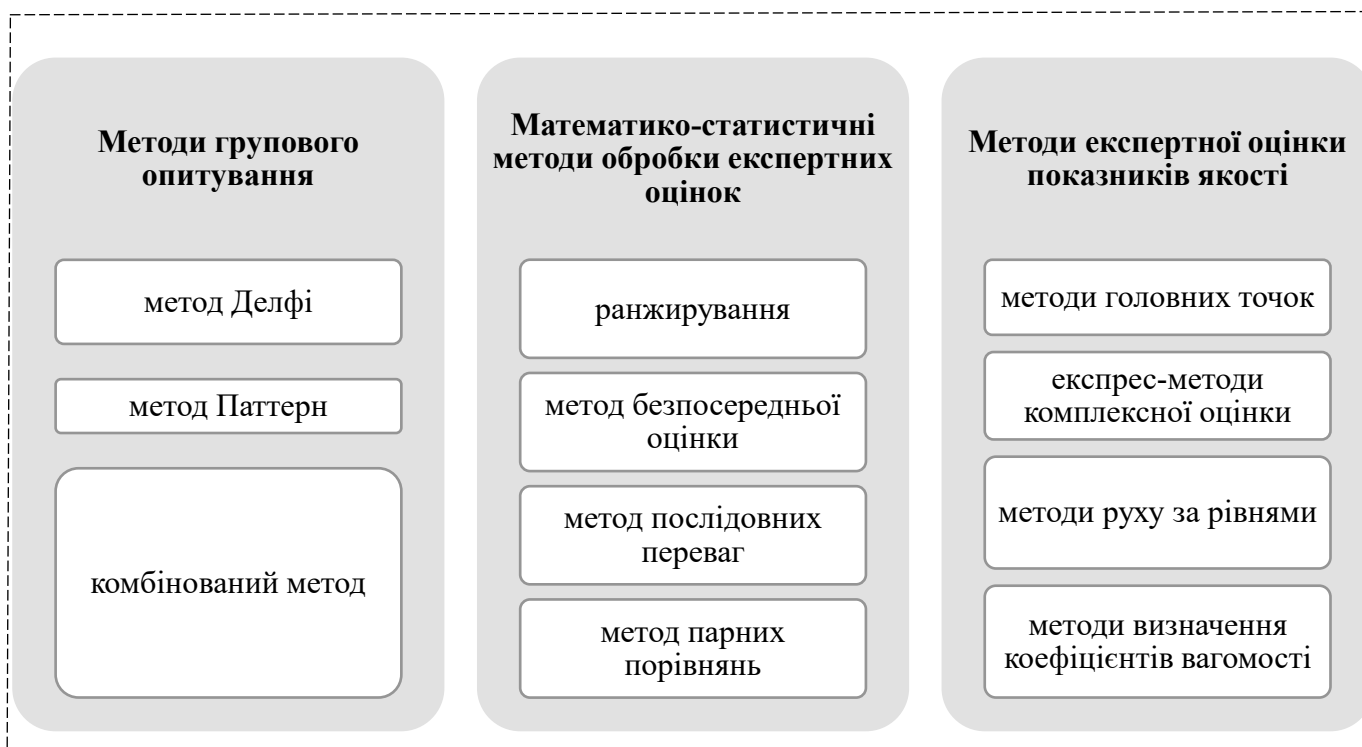 Методи групового
опитування
метод Делфі
метод Паттерн
комбінований метод
Математико-статистичні
методи обробки експертних
оцінок
ранжирування
метод безпосередньої
оцінки
метод послідовних
переваг
метод парних
порівнянь
Методи експертної оцінки
показників якості
методи головних точок
експрес-методи
комплексної оцінки
методи руху за рівнями
методи визначення
коефіцієнтів вагомості